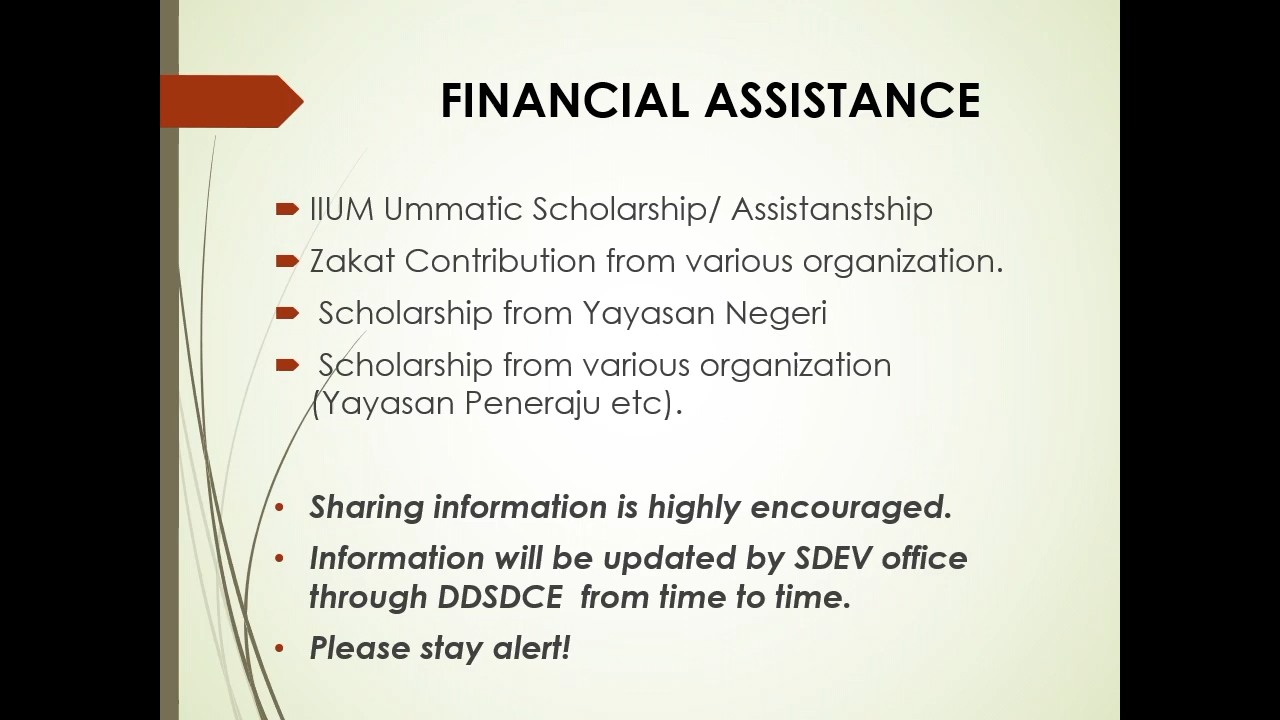 FINANCIAL ASSISTANCE
IIUM Ummatic Scholarship/ Assistanstship
Zakat Contribution from various organization.
Scholarship from Yayasan Negeri
Scholarship from various organization
(Yayasan Peneraju etc).
• Sharing information is highly encouraged.
• Information will be updated by SDEV office
through DDSDCE from time to time.
• Please stay alert!